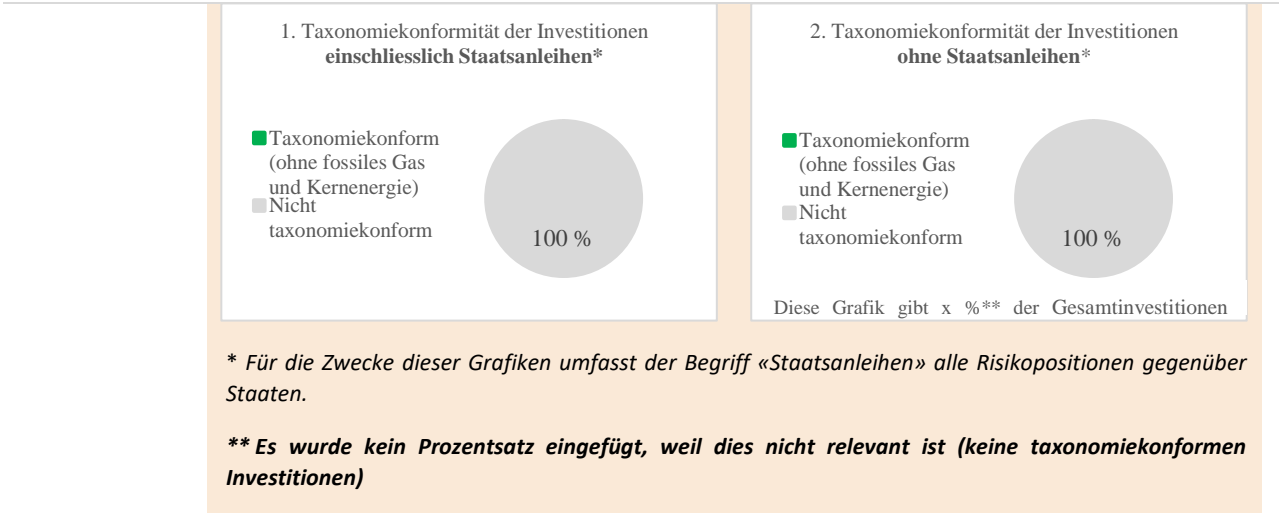 1. Taxonomiekonformität der Investitionen
einschliesslich Staatsanleihen*
Taxonomiekonform
(ohne fossiles Gas
und Kernenergie)
Nicht
taxonomiekonform
100 %
2. Taxonomiekonformität der Investitionen
ohne Staatsanleihen*
Taxonomiekonform
(ohne fossiles Gas
und Kernenergie)
Nicht
taxonomiekonform
100 %
Diese Grafik gibt x %** der Gesamtinvestitionen
* Für die Zwecke dieser Grafiken umfasst der Begriff «Staatsanleihen» alle Risikopositionen gegenüber
Staaten.
** Es wurde kein Prozentsatz eingefügt, weil dies nicht relevant ist (keine taxonomiekonformen
Investitionen)